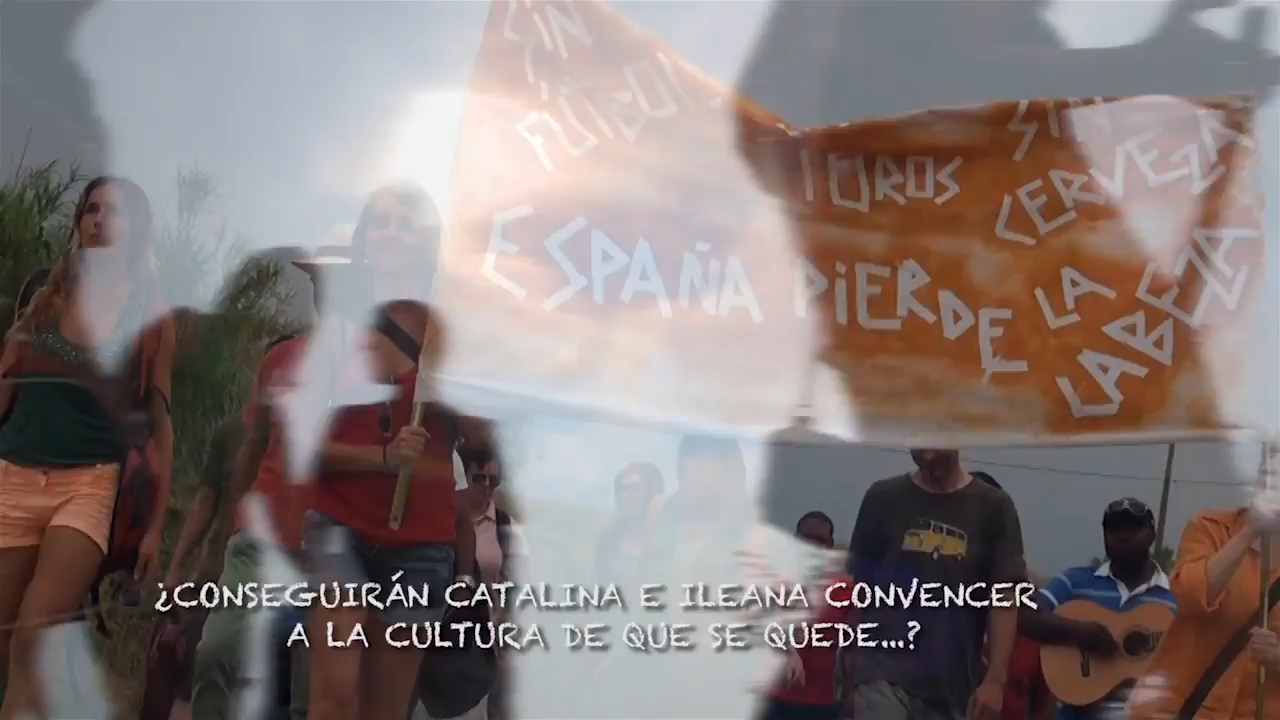 SIN
FÚTBOL
TOROS
SIN
CERVEZA
ESPAÑA PIERDE LA
CABEZA
¿CONSEGUIRÁN CATALINA E ILEANA CONVENCER
A LA CULTURA DE QUE SE QUEDE...?